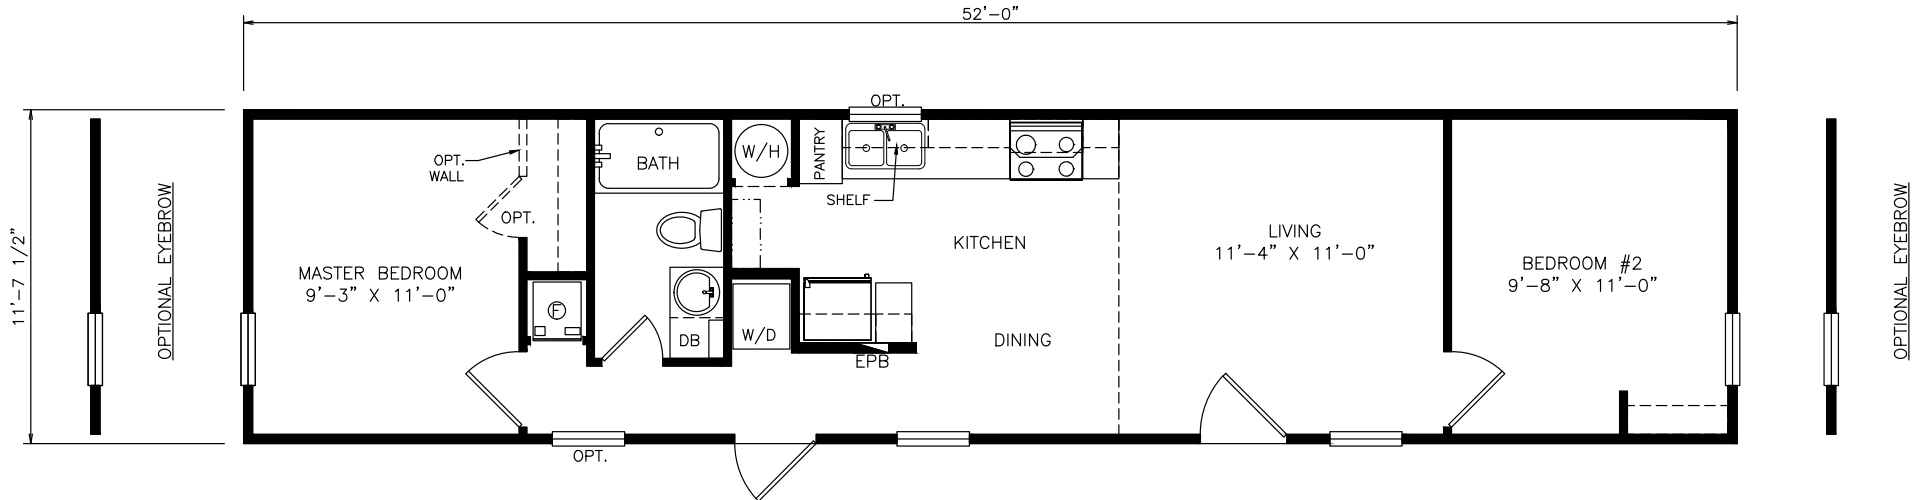 52'-0"
11'-7 1/2"
OPTIONAL EYEBROW
MASTER BEDROOM
9'-3" X 11'-0"
OPT.
WALL
OPT.
F
OPT.
BATH
DB
W/H
W/D
PANTRY
OPT.
SHELF
EPB
KITCHEN
DINING
LIVING
11'-4" X 11'-0"
BEDROOM #2
9'-8" X 11'-0"
OPTIONAL EYEBROW